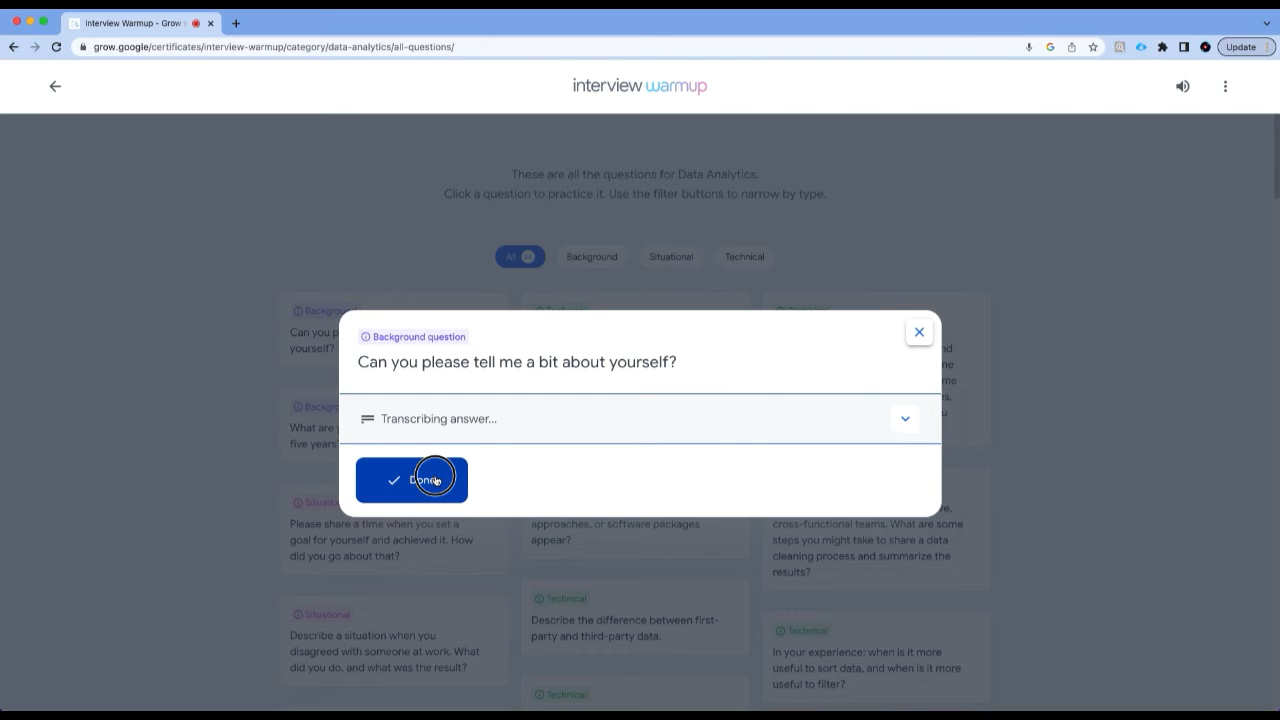 Interview Warmup - Grow
Update
grow.google/certificates/interview-warmup/category/data-analytics/all-questions/
interview warmup
These are all the questions for Data Analytics.
Click a question to practice it. Use the filter buttons to narrow by type.
All
Background
Situational
Technical
Background
Can you p
yourself?
Backgro
What are
five years
Situatio
Please share a time when you set a
goal for yourself and achieved it. How
did you go about that?
Situational
Describe a situation when you
disagreed with someone at work. What
did you do, and what was the result?
Background question
Can you please tell me a bit about yourself?
Transcribing answer...
Done
approaches, or software packages
appear?
Technical
Describe the difference between first-
party and third-party data.
Technical
cross-functional teams. What are some
steps you might take to share a data
cleaning process and summarize the
results?
Technical
In your experience: when is it more
useful to sort data, and when is it more
useful to filter?